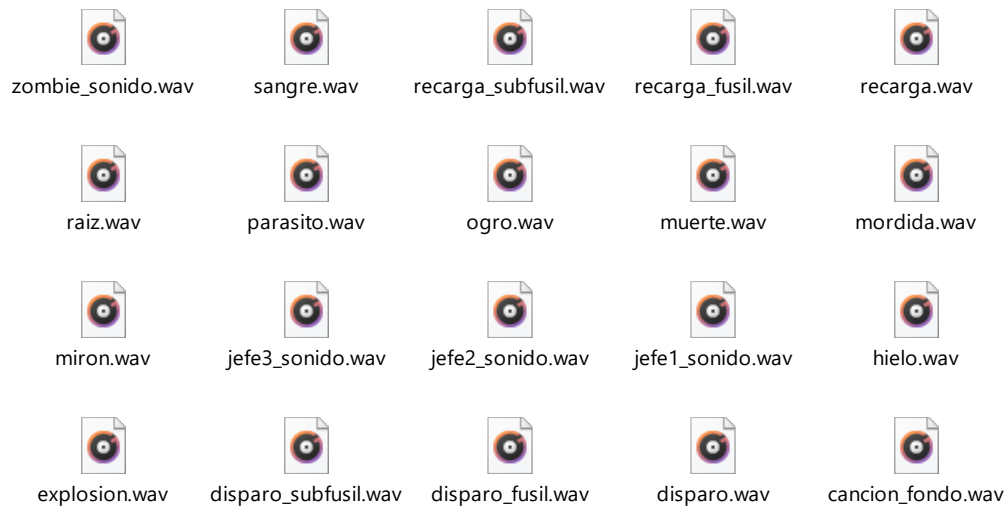 zombie_sonido.wav sangre.wav recarga_subfusil.wav recarga_fusil.wav recarga.wav
raiz.wav parasito.wav ogro.wav muerte.wav mordida.wav
miron.wav jefe3_sonido.wav jefe2_sonido.wav jefe1_sonido.wav hielo.wav
explosion.wav disparo_subfusil.wav disparo_fusil.wav disparo.wav cancion_fondo.wav